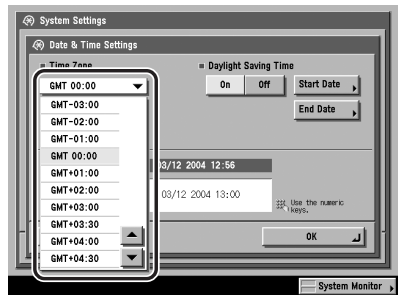 System Settings
Date & Time Settings
Time Zone
Daylight Saving Time
GMT 00:00
On
Off
Start Date
End Date
GMT-03:00
GMT-02:00
GMT-01:00
GMT 00:00
GMT+01:00
GMT+02:00
GMT+03:00
GMT+03:30
GMT+04:00
GMT+04:30
03/12 2004 12:56
03/12 2004 13:00
Use the numeric
keys.
OK
System Monitor